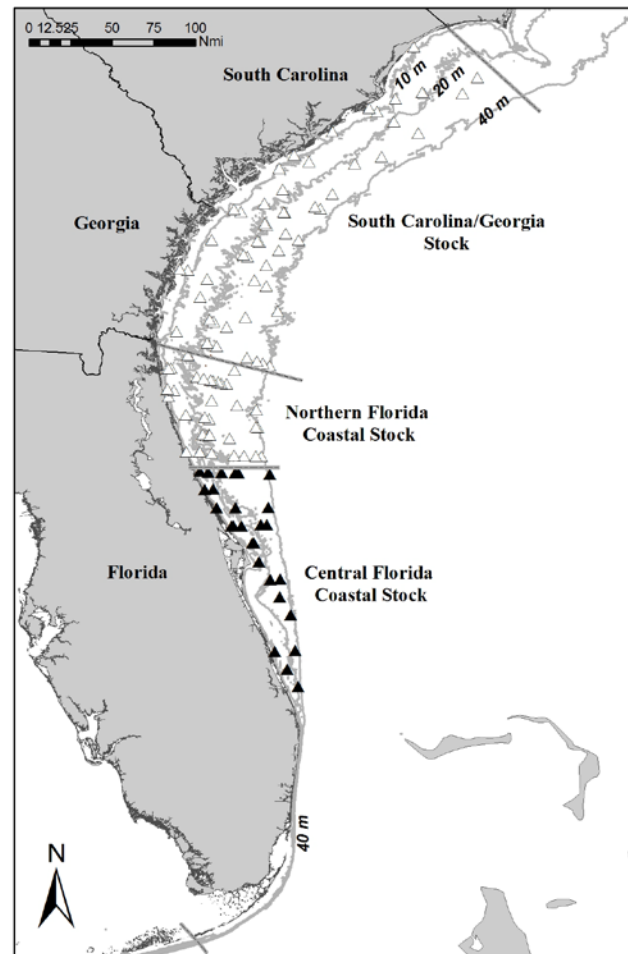 0 12.525 50 75 100
Nmi
South Carolina
10 m
20 m
40 m
Georgia
South Carolina/Georgia
Stock
Northern Florida
Coastal Stock
Florida
Central Florida
Coastal Stock
40 m
N